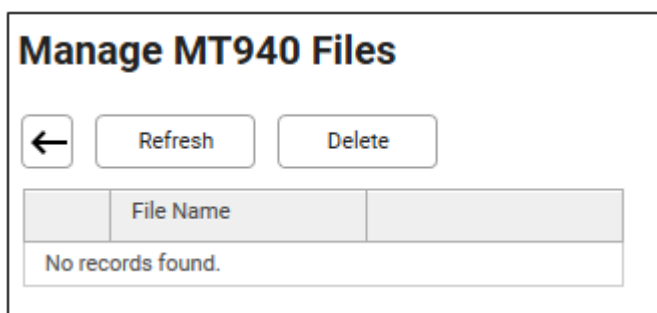 Manage MT940 Files
Refresh Delete
File Name
No records found.